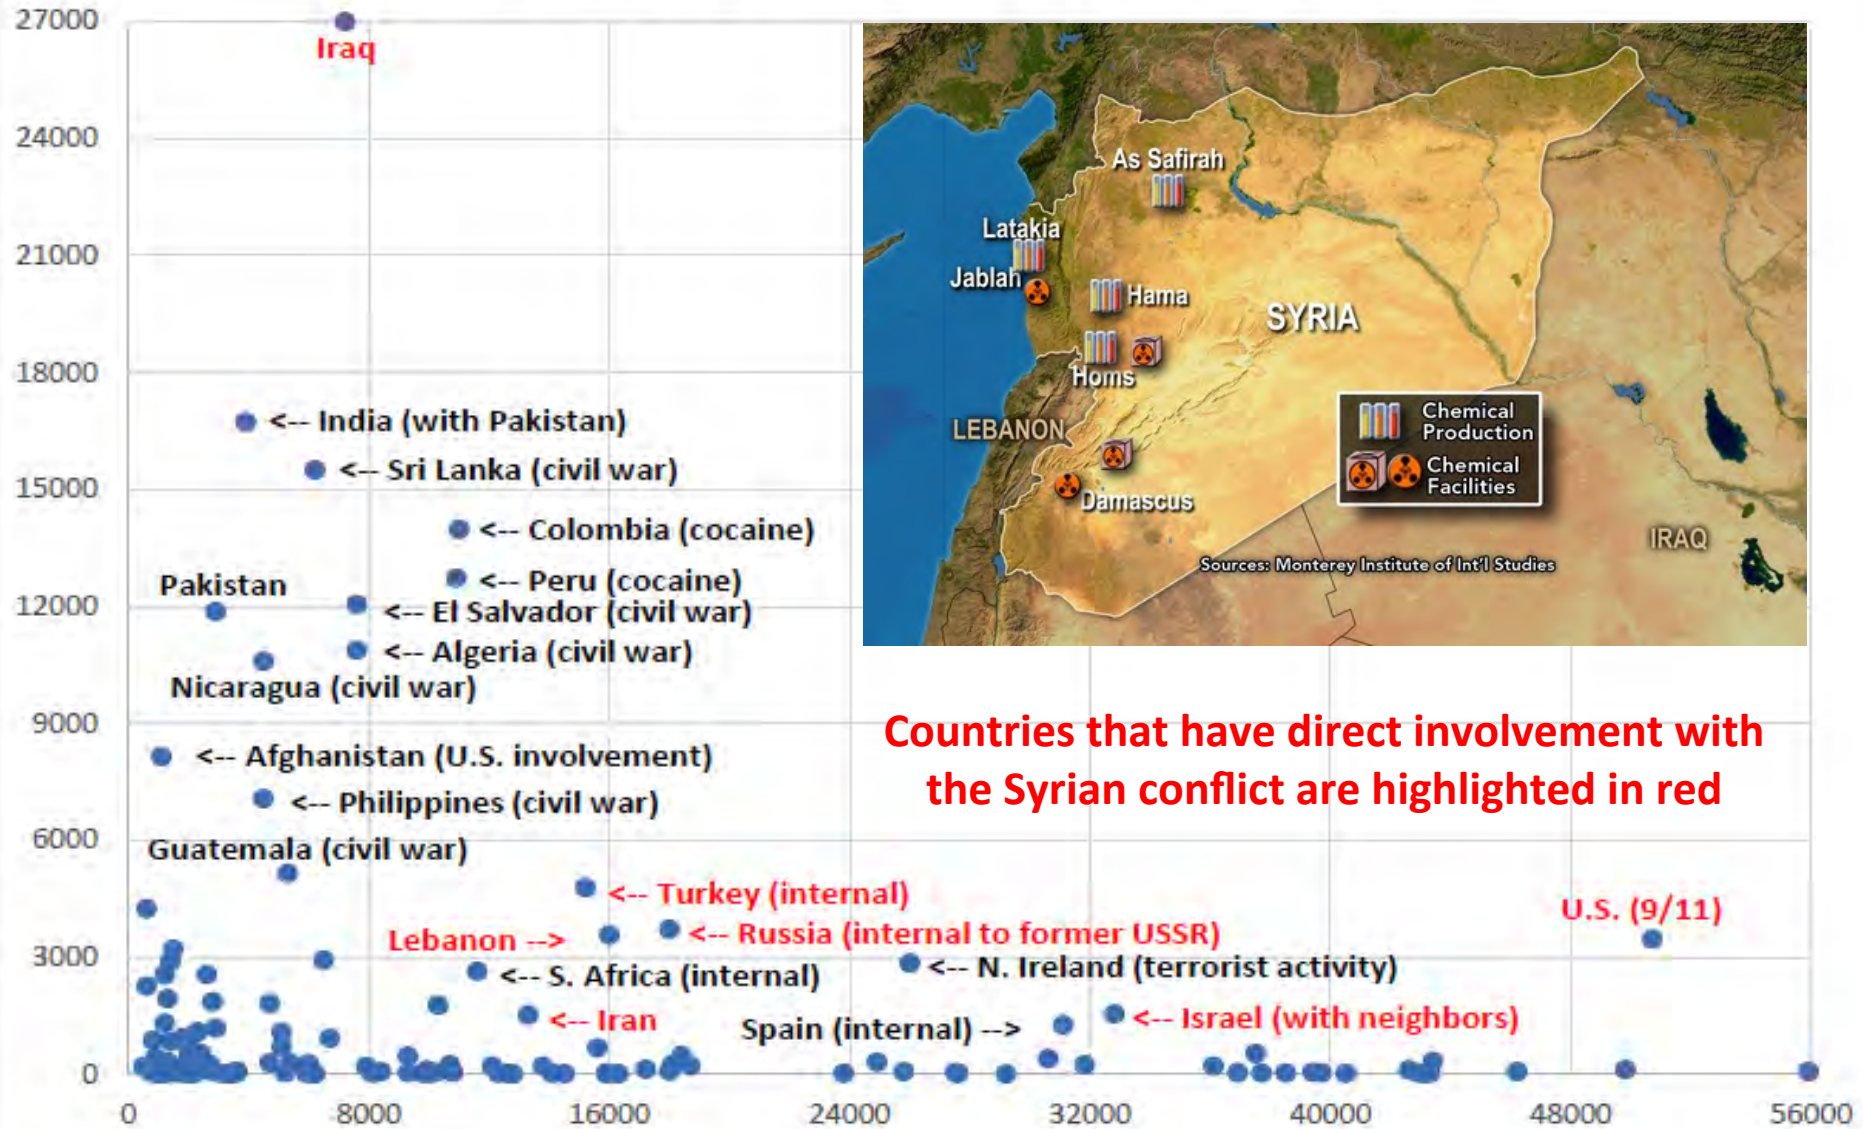 27000
24000
21000
18000
15000
12000
9000
6000
3000
0
Iraq
<-- India (with Pakistan)
<-- Sri Lanka (civil war)
<-- Colombia (cocaine)
<-- Peru (cocaine)
Pakistan
<-- El Salvador (civil war)
<-- Algeria (civil war)
Nicaragua (civil war)
<-- Afghanistan (U.S. involvement)
<-- Philippines (civil war)
Guatemala (civil war)
<-- Turkey (internal)
U.S. (9/11)
Lebanon -->
<-- Russia (internal to former USSR)
<-- S. Africa (internal)
<-- N. Ireland (terrorist activity)
<-- Iran
Spain (internal) -->
<-- Israel (with neighbors)
0
8000
16000
24000
32000
40000
48000
56000
As Safirah
Latakia
Jablah
Hama
SYRIA
Homs
LEBANON
Damascus
IRAQ
Chemical
Production
Chemical
Facilities
Sources: Monterey Institute of Int'l Studies
Countries that have direct involvement with
the Syrian conflict are highlighted in red